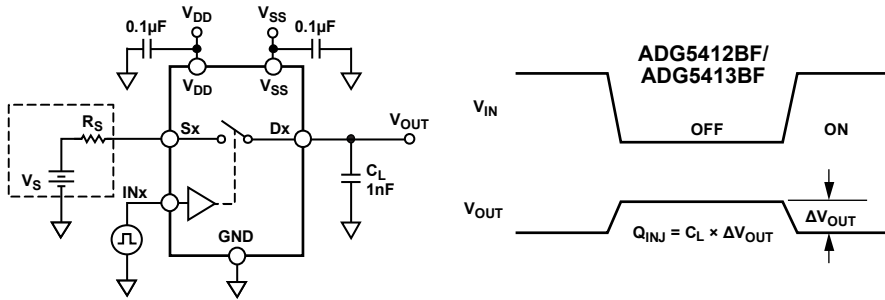 V_DD
V_SS
0.1µF
0.1µF
V_DD
V_SS
R_S
Sx
Dx
V_OUT
V_S
INx
C_L
1nF
GND
ADG5412BF/
ADG5413BF
V_IN
OFF
ON
V_OUT
ΔV_OUT
Q_INJ = C_L × ΔV_OUT